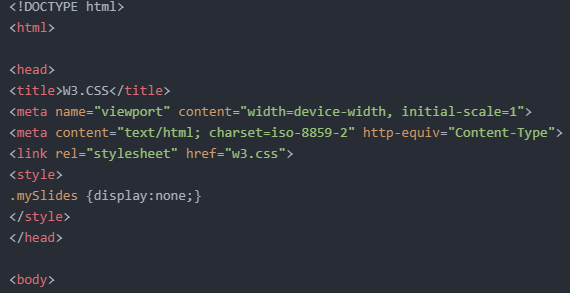 <!DOCTYPE html>
<html>
<head>
<title>W3.CSS</title>
<meta name="viewport" content="width=device-width, initial-scale=1">
<meta content="text/html; charset=iso-8859-2" http-equiv="Content-Type">
<link rel="stylesheet" href="w3.css">
<style>
.mySlides {display:none;}
</style>
</head>
<body>